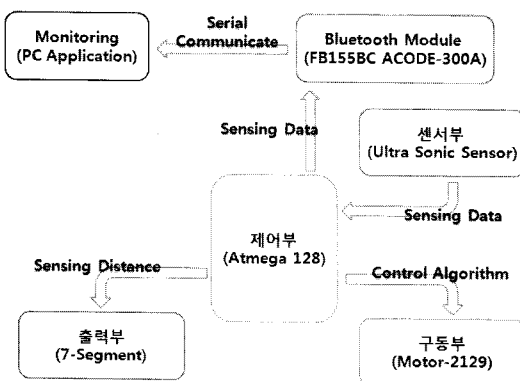 Monitoring
(PC Application)
Serial
Communicate
Bluetooth Module
(FB155BC ACODE-300A)
Sensing Data
센서부
(Ultra Sonic Sensor)
Sensing Data
제어부
(Atmega 128)
Sensing Distance
Control Algorithm
출력부
(7-Segment)
구동부
(Motor-2129)